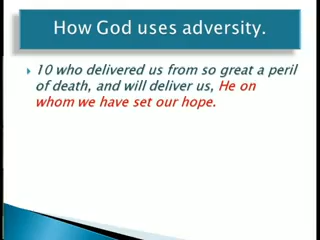 How God uses adversity.
10 who delivered us from so great a peril
of death, and will deliver us, He on
whom we have set our hope.